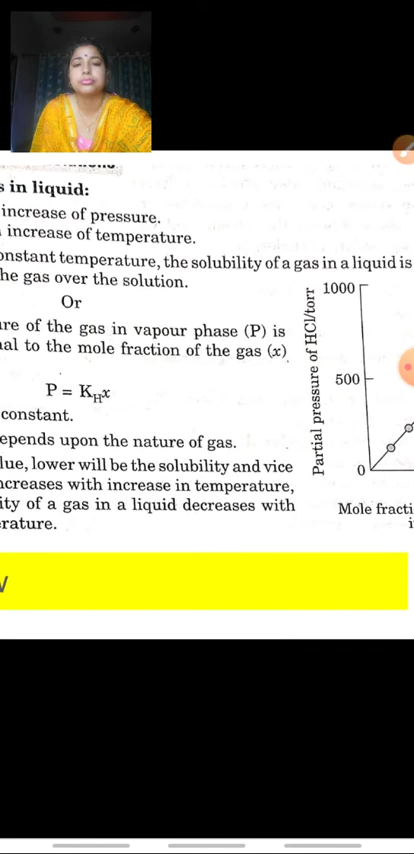 s in liquid:
increase of pressure.
increase of temperature.
onstant temperature, the solubility of a gas in a liquid is
he gas over the solution.
Or
ure of the gas in vapour phase (P) is
nal to the mole fraction of the gas (x)
P = K_Hx
constant.
epends upon the nature of gas.
lue, lower will be the solubility and vice
ncreases with increase in temperature,
ity of a gas in a liquid decreases with
rature.
Partial pressure of HCl/torr
1000
500
0
Mole fracti
i